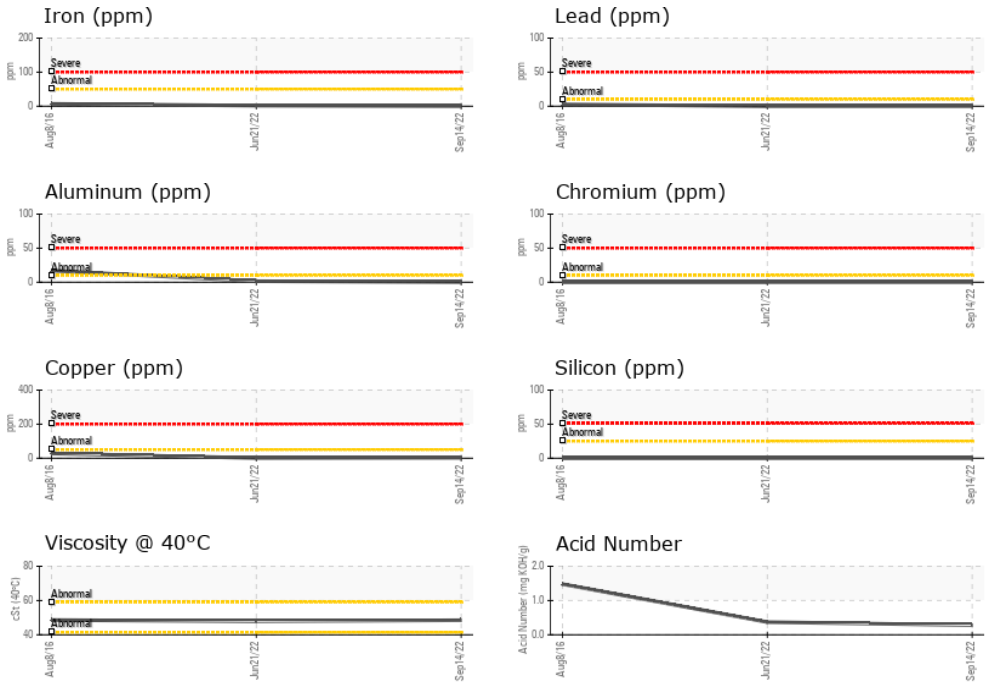 Iron (ppm)
200
100
0
ppm
Severe
Abnormal
Aug8/16
Jun21/22
Sep14/22
Lead (ppm)
100
50
0
ppm
Severe
Abnormal
Aug8/16
Jun21/22
Sep14/22
Aluminum (ppm)
100
50
0
ppm
Severe
Abnormal
Aug8/16
Jun21/22
Sep14/22
Chromium (ppm)
100
50
0
ppm
Severe
Abnormal
Aug8/16
Jun21/22
Sep14/22
Copper (ppm)
400
200
0
ppm
Severe
Abnormal
Aug8/16
Jun21/22
Sep14/22
Silicon (ppm)
100
50
0
ppm
Severe
Abnormal
Aug8/16
Jun21/22
Sep14/22
Viscosity @ 40°C
80
60
40
cSt (40°C)
Abnormal
Abnormal
Aug8/16
Jun21/22
Sep14/22
Acid Number
2.0
1.0
0.0
Acid Number (mg KOH/g)
Aug8/16
Jun21/22
Sep14/22